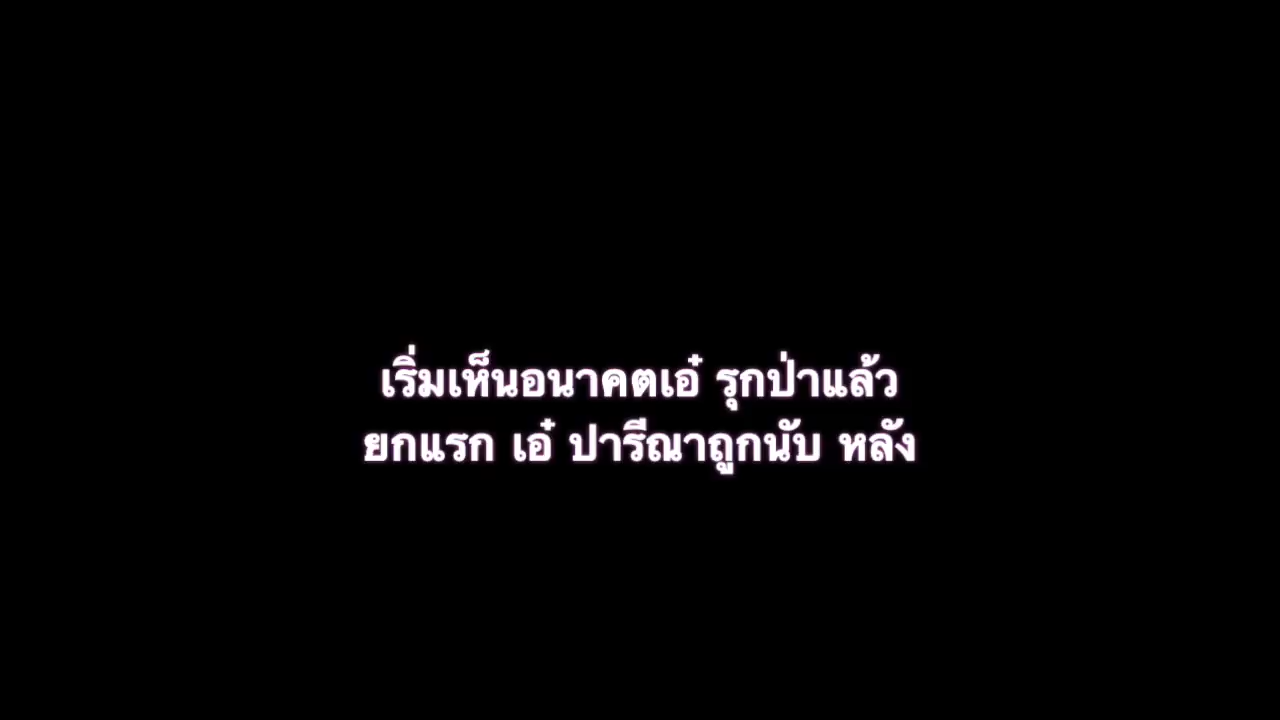 เริ่มเห็นอนาคตเอ๋ รุกป่าแล้ว
ยกแรก เอ๋ ปารีณาถูกนับ หลัง